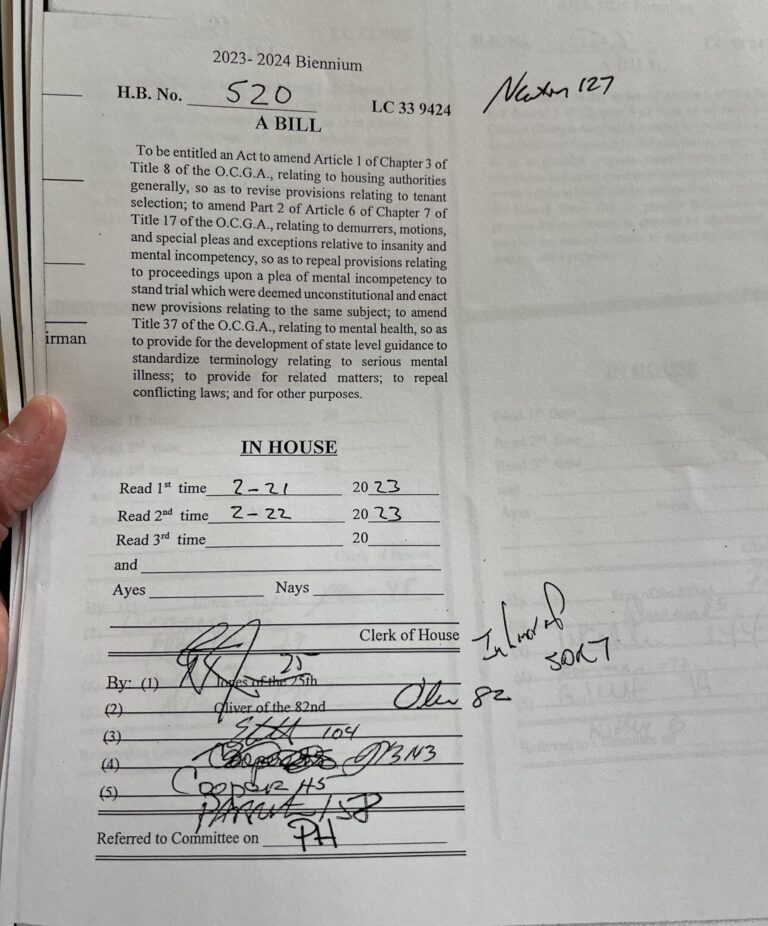 2023- 2024 Biennium
H.B. No. 520 LC 33 9424
Newton 127
A BILL
To be entitled an Act to amend Article 1 of Chapter 3 of
Title 8 of the O.C.G.A., relating to housing authorities
generally, so as to revise provisions relating to tenant
selection; to amend Part 2 of Article 6 of Chapter 7 of
Title 17 of the O.C.G.A., relating to demurrers, motions,
and special pleas and exceptions relative to insanity and
mental incompetency, so as to repeal provisions relating
to proceedings upon a plea of mental incompetency to
stand trial which were deemed unconstitutional and enact
new provisions relating to the same subject; to amend
Title 37 of the O.C.G.A., relating to mental health, so as
irman
to provide for the development of state level guidance to
standardize terminology relating to serious mental
illness; to provide for related matters; to repeal
conflicting laws; and for other purposes.
IN HOUSE
Read 1st time 2-21 2023
Read 2nd time 2-22 2023
Read 3rd time 20
and
Ayes Nays
Clerk of House
25
By: (1) Jones of the 25th
(2) Oliver of the 82nd
Oliver 82
(3) 104
(4)
(5) Cooper 45
Referred to Committee on PH